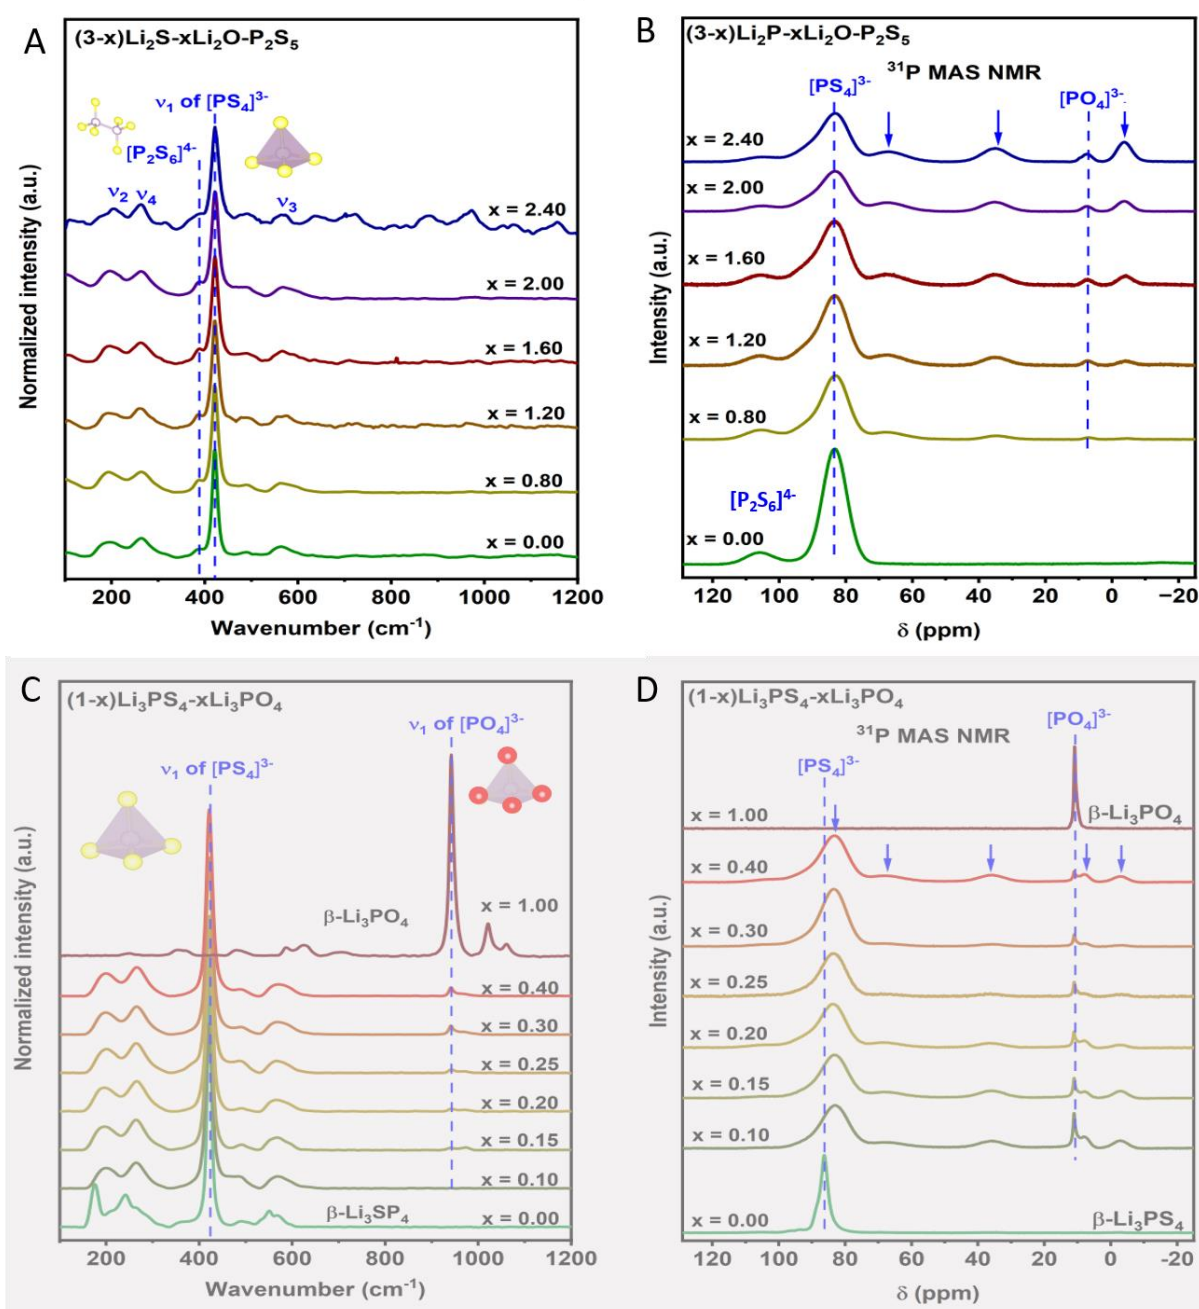 A
(3-x)Li₂S-xLi₂O-P₂S₅
ν₁ of [PS₄]³⁻
[P₂S₆]⁴⁻
ν₂ ν₄
ν₃
x = 2.40
x = 2.00
x = 1.60
x = 1.20
x = 0.80
x = 0.00
Normalized intensity (a.u.)
200 400 600 800 1000 1200
Wavenumber (cm⁻¹)
B
(3-x)Li₂P-xLi₂O-P₂S₅
³¹P MAS NMR
[PS₄]³⁻
[PO₄]³⁻
x = 2.40
x = 2.00
x = 1.60
x = 1.20
x = 0.80
[P₂S₆]⁴⁻
x = 0.00
Intensity (a.u.)
120 100 80 60 40 20 0 −20
δ (ppm)
C
(1-x)Li₃PS₄-xLi₃PO₄
ν₁ of [PO₄]³⁻
ν₁ of [PS₄]³⁻
β-Li₃PO₄
x = 1.00
x = 0.40
x = 0.30
x = 0.25
x = 0.20
x = 0.15
x = 0.10
β-Li₃SP₄
x = 0.00
Normalized intensity (a.u.)
200 400 600 800 1000 1200
Wavenumber (cm⁻¹)
D
(1-x)Li₃PS₄-xLi₃PO₄
[PO₄]³⁻
³¹P MAS NMR
[PS₄]³⁻
x = 1.00
β-Li₃PO₄
x = 0.40
x = 0.30
x = 0.25
x = 0.20
x = 0.15
x = 0.10
x = 0.00
β-Li₃PS₄
Intensity (a.u.)
120 100 80 60 40 20 0 -20
δ (ppm)